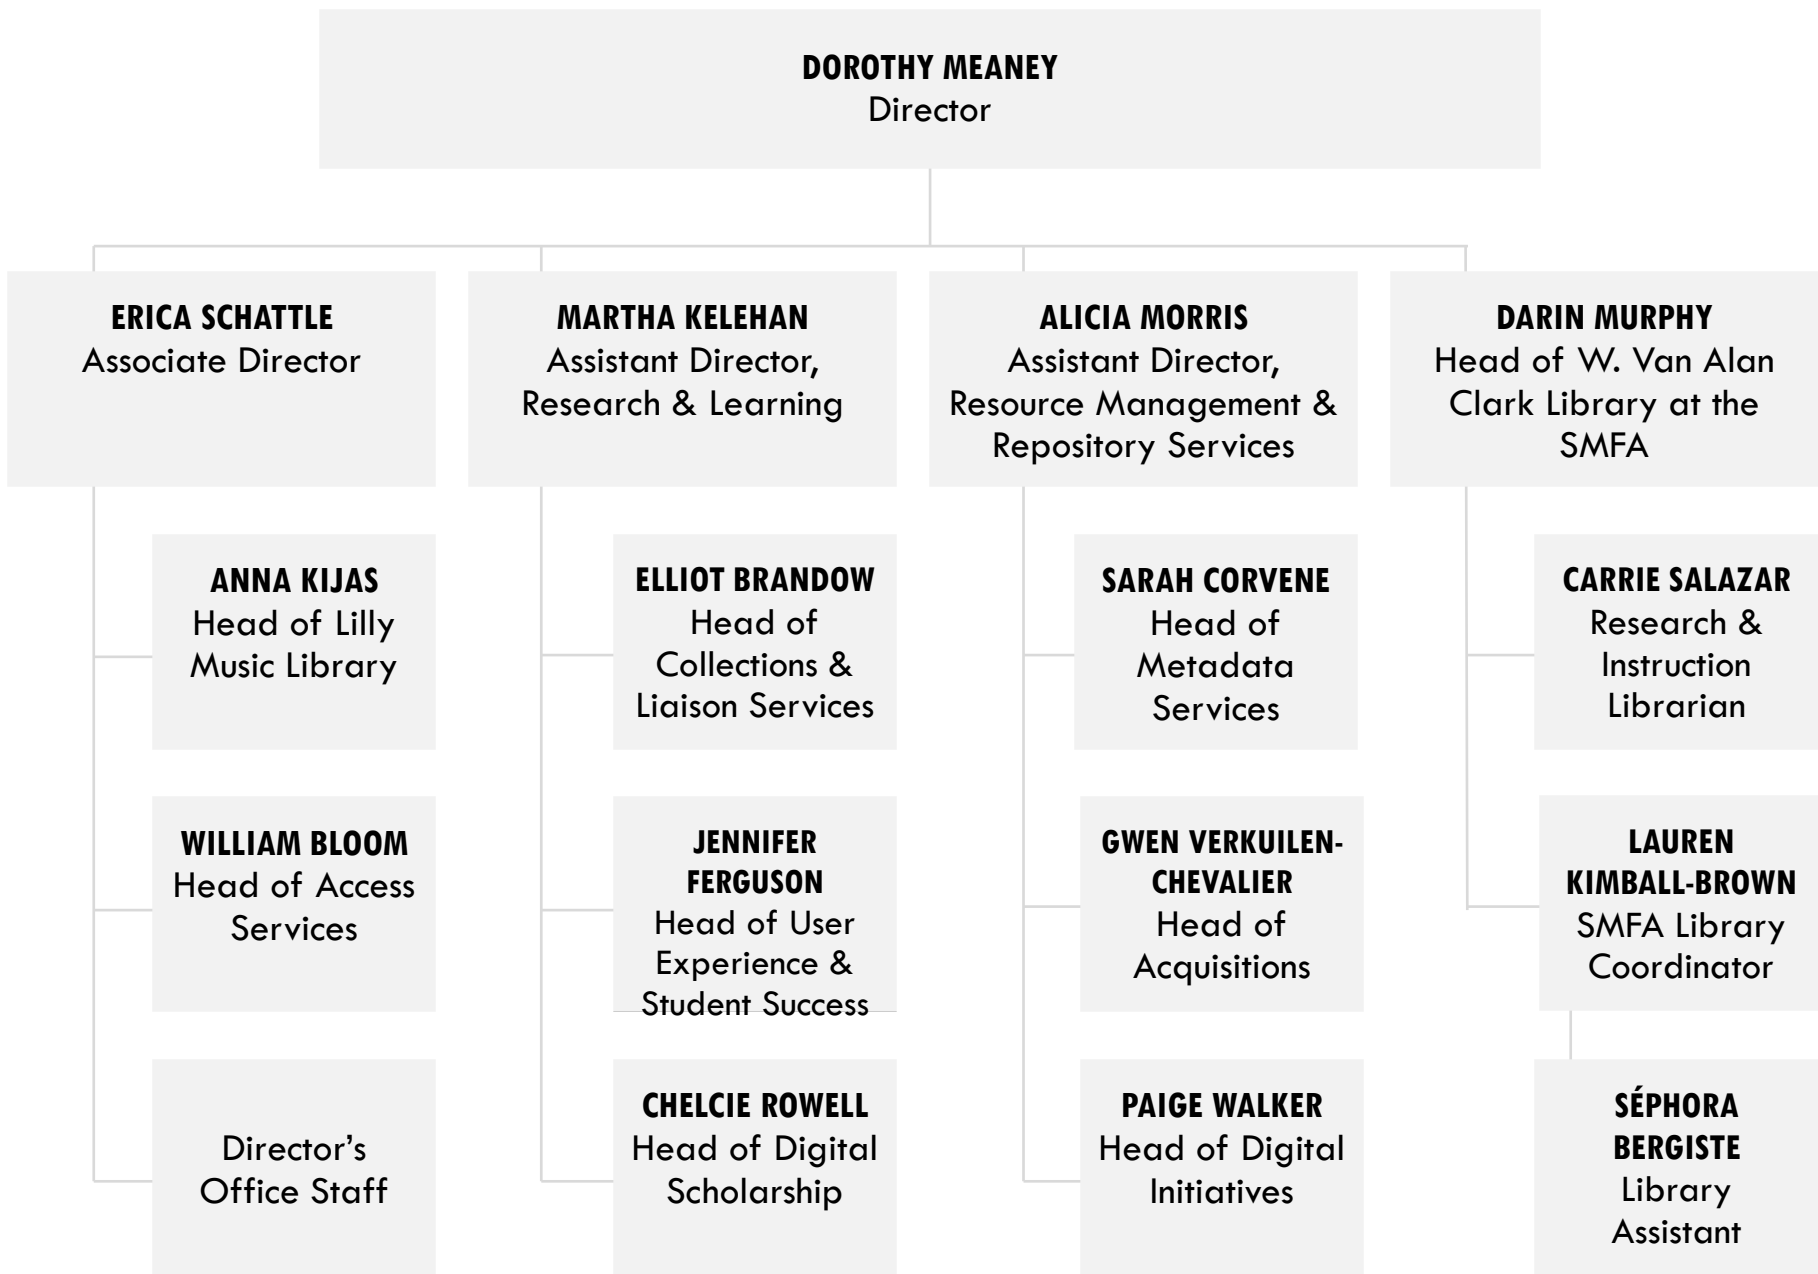 DOROTHY MEANEY
Director
ERICA SCHATTLE
Associate Director
MARTHA KELEHAN
Assistant Director,
Research & Learning
ALICIA MORRIS
Assistant Director,
Resource Management &
Repository Services
DARIN MURPHY
Head of W. Van Alan
Clark Library at the
SMFA
ANNA KIJAS
Head of Lilly
Music Library
ELLIOT BRANDOW
Head of
Collections &
Liaison Services
SARAH CORVENE
Head of
Metadata
Services
CARRIE SALAZAR
Research &
Instruction
Librarian
WILLIAM BLOOM
Head of Access
Services
JENNIFER
FERGUSON
Head of User
Experience &
Student Success
GWEN VERKUILEN-
CHEVALIER
Head of
Acquisitions
LAUREN
KIMBALL-BROWN
SMFA Library
Coordinator
Director’s
Office Staff
CHELCIE ROWELL
Head of Digital
Scholarship
PAIGE WALKER
Head of Digital
Initiatives
SÉPHORA
BERGISTE
Library
Assistant